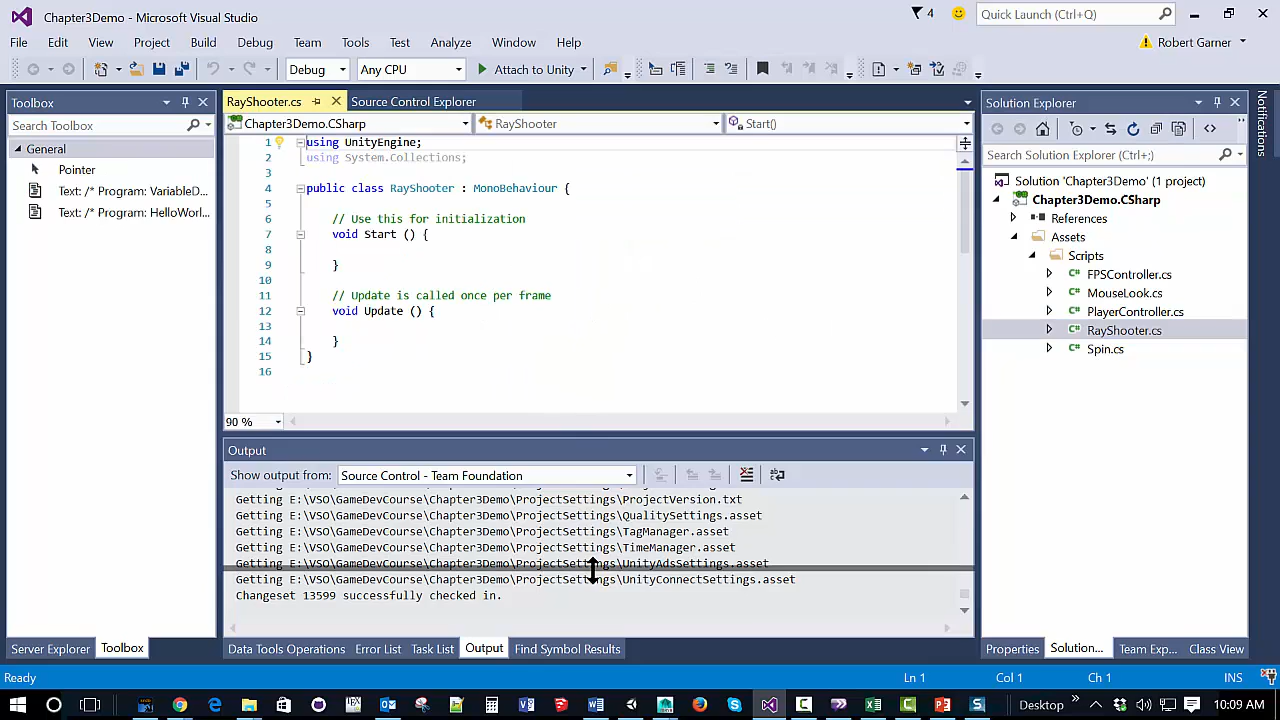 Chapter3Demo - Microsoft Visual Studio
4
Quick Launch (Ctrl+Q)
File Edit View Project Build Debug Team Tools Test Analyze Window Help
Robert Garner
Debug Any CPU Attach to Unity
Toolbox
Search Toolbox
General
Pointer
Text: /* Program: VariableD...
Text: /* Program: HelloWorl...
RayShooter.cs Source Control Explorer
Chapter3Demo.CSharp RayShooter Start()
1 using UnityEngine;
2 using System.Collections;
3
4 public class RayShooter : MonoBehaviour {
5
6 // Use this for initialization
7 void Start () {
8
9 }
10
11 // Update is called once per frame
12 void Update () {
13
14 }
15 }
16
90 %
Output
Show output from: Source Control - Team Foundation
Getting E:\VSO\GameDevCourse\Chapter3Demo\ProjectSettings\ProjectVersion.txt
Getting E:\VSO\GameDevCourse\Chapter3Demo\ProjectSettings\QualitySettings.asset
Getting E:\VSO\GameDevCourse\Chapter3Demo\ProjectSettings\TagManager.asset
Getting E:\VSO\GameDevCourse\Chapter3Demo\ProjectSettings\TimeManager.asset
Getting E:\VSO\GameDevCourse\Chapter3Demo\ProjectSettings\UnityAdsSettings.asset
Getting E:\VSO\GameDevCourse\Chapter3Demo\ProjectSettings\UnityConnectSettings.asset
Changeset 13599 successfully checked in.
Solution Explorer
Search Solution Explorer (Ctrl+;)
Solution 'Chapter3Demo' (1 project)
Chapter3Demo.CSharp
References
Assets
Scripts
FPSController.cs
MouseLook.cs
PlayerController.cs
RayShooter.cs
Spin.cs
Notifications
Server Explorer Toolbox
Data Tools Operations Error List Task List Output Find Symbol Results
Properties Solution... Team Exp... Class View
Ready Ln 1 Col 1 Ch 1 INS
Desktop 10:09 AM